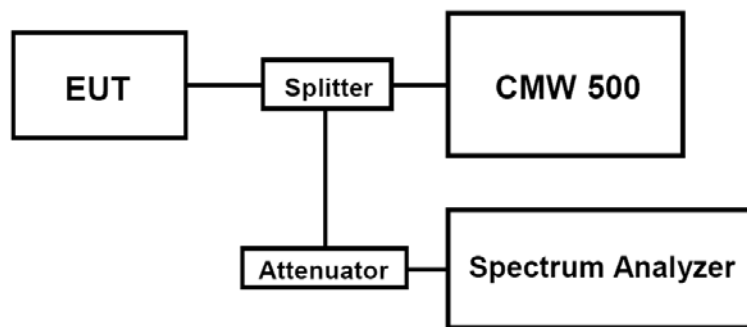 EUT
Splitter
CMW 500
Attenuator
Spectrum Analyzer